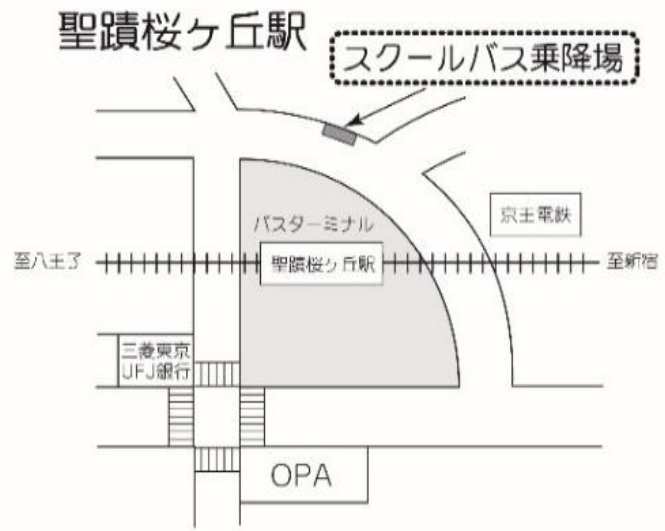 聖蹟桜ヶ丘駅
スクールバス乗降場
京王電鉄
バスターミナル
至八王子
聖蹟桜ヶ丘駅
至新宿
三菱東京
UFJ銀行
OPA